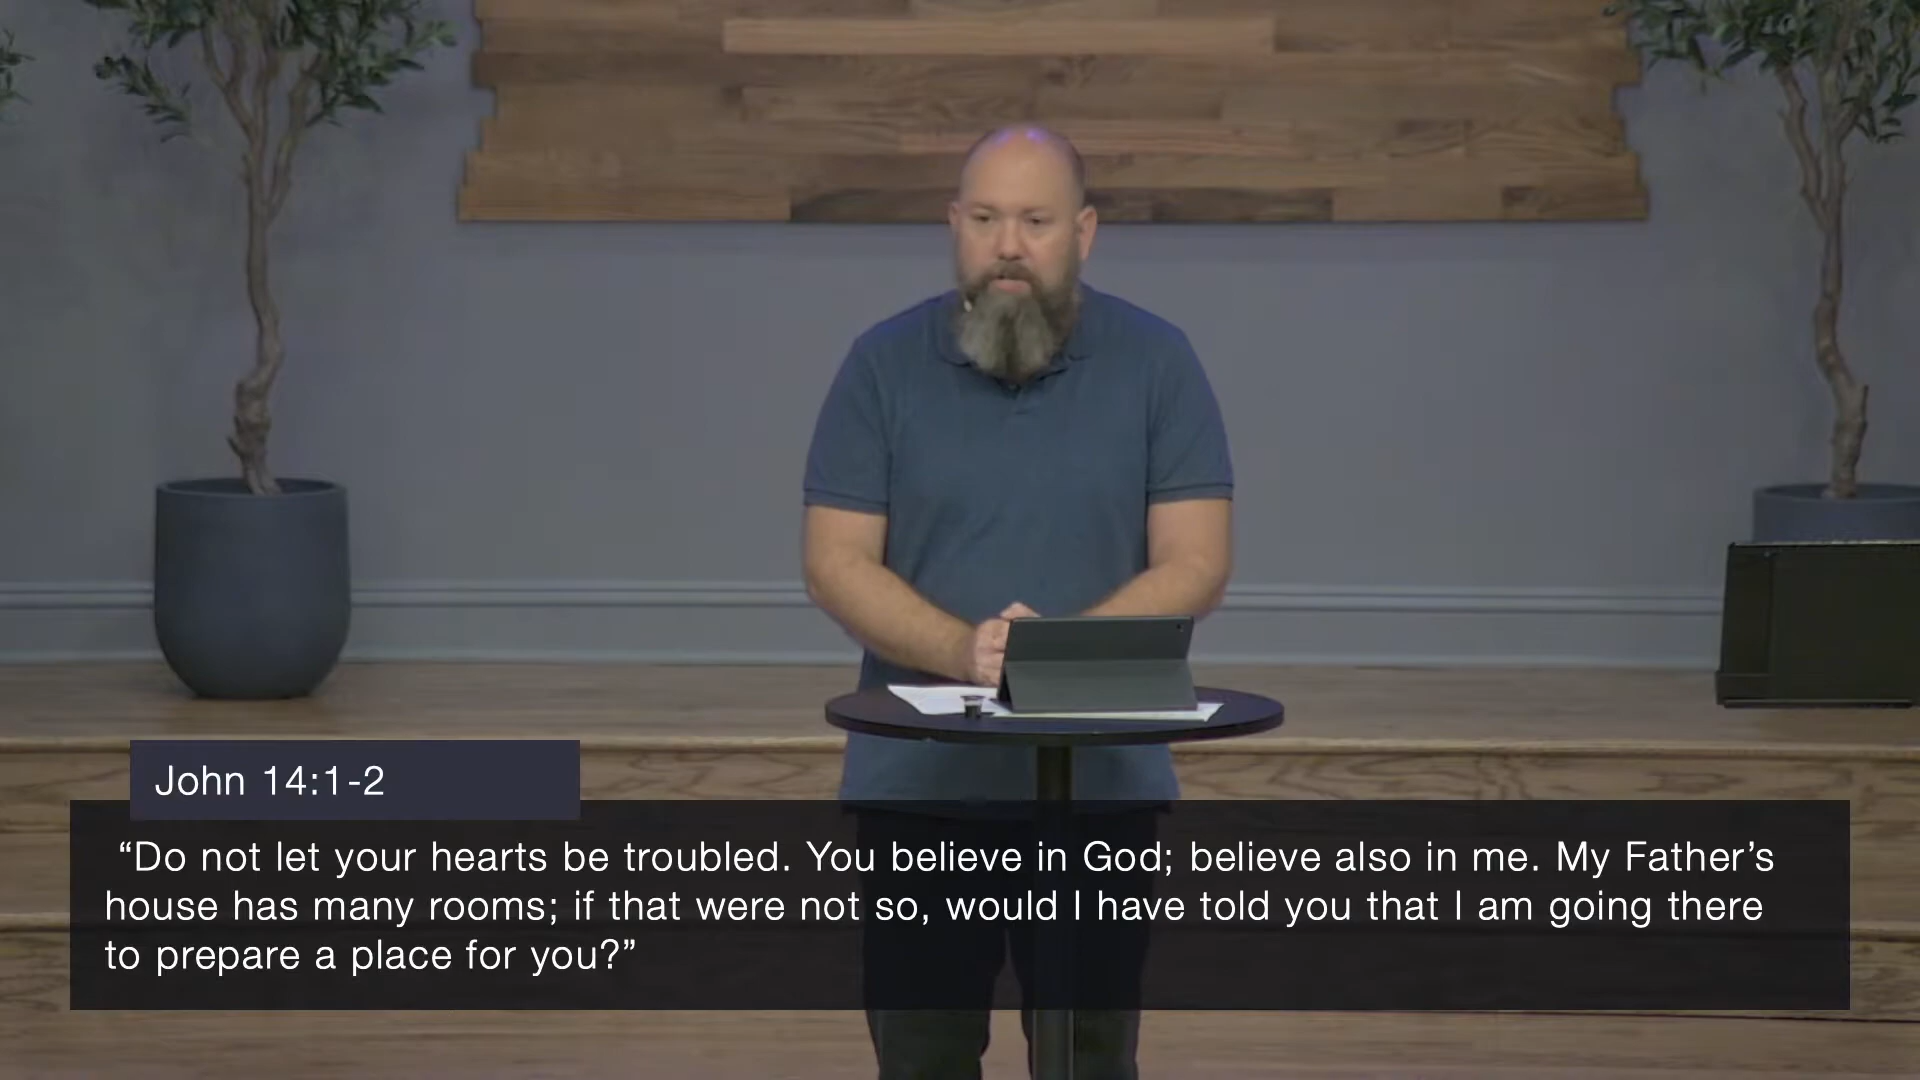 John 14:1-2
“Do not let your hearts be troubled. You believe in God; believe also in me. My Father’s
house has many rooms; if that were not so, would I have told you that I am going there
to prepare a place for you?”